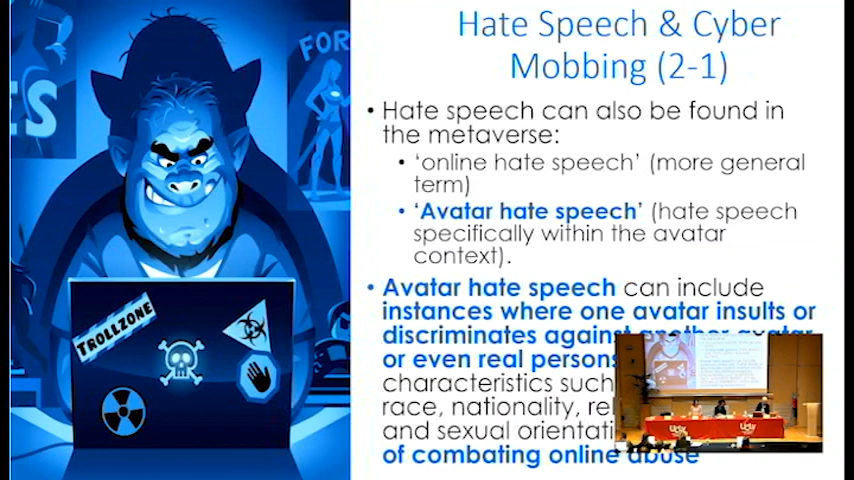 Hate Speech & Cyber
Mobbing (2-1)
• Hate speech can also be found in
the metaverse:
• ‘online hate speech’ (more general
term)
• ‘Avatar hate speech’ (hate speech
specifically within the avatar
context).
• Avatar hate speech can include
instances where one avatar insults or
discriminates against another avatar
or even real persons
characteristics such
race, nationality,
and sexual
of combating online abuse
FOR
ES
TROLLZONE